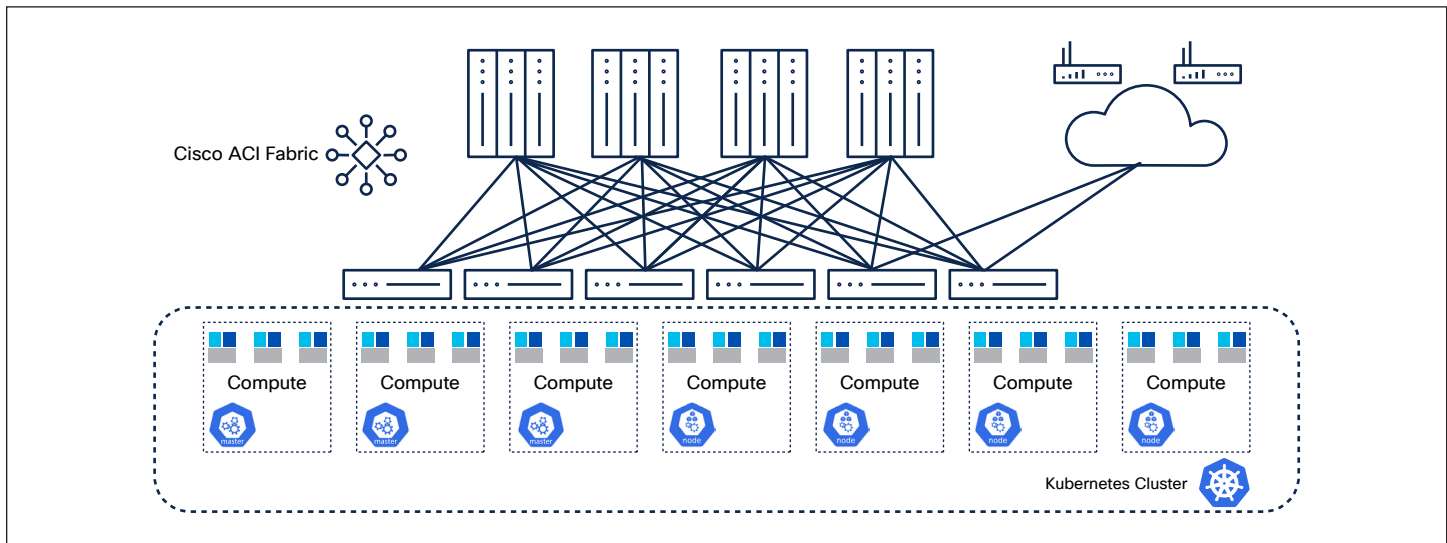 Cisco ACI Fabric
Compute
Compute
Compute
Compute
Compute
Compute
Compute
master
master
master
node
node
node
node
Kubernetes Cluster